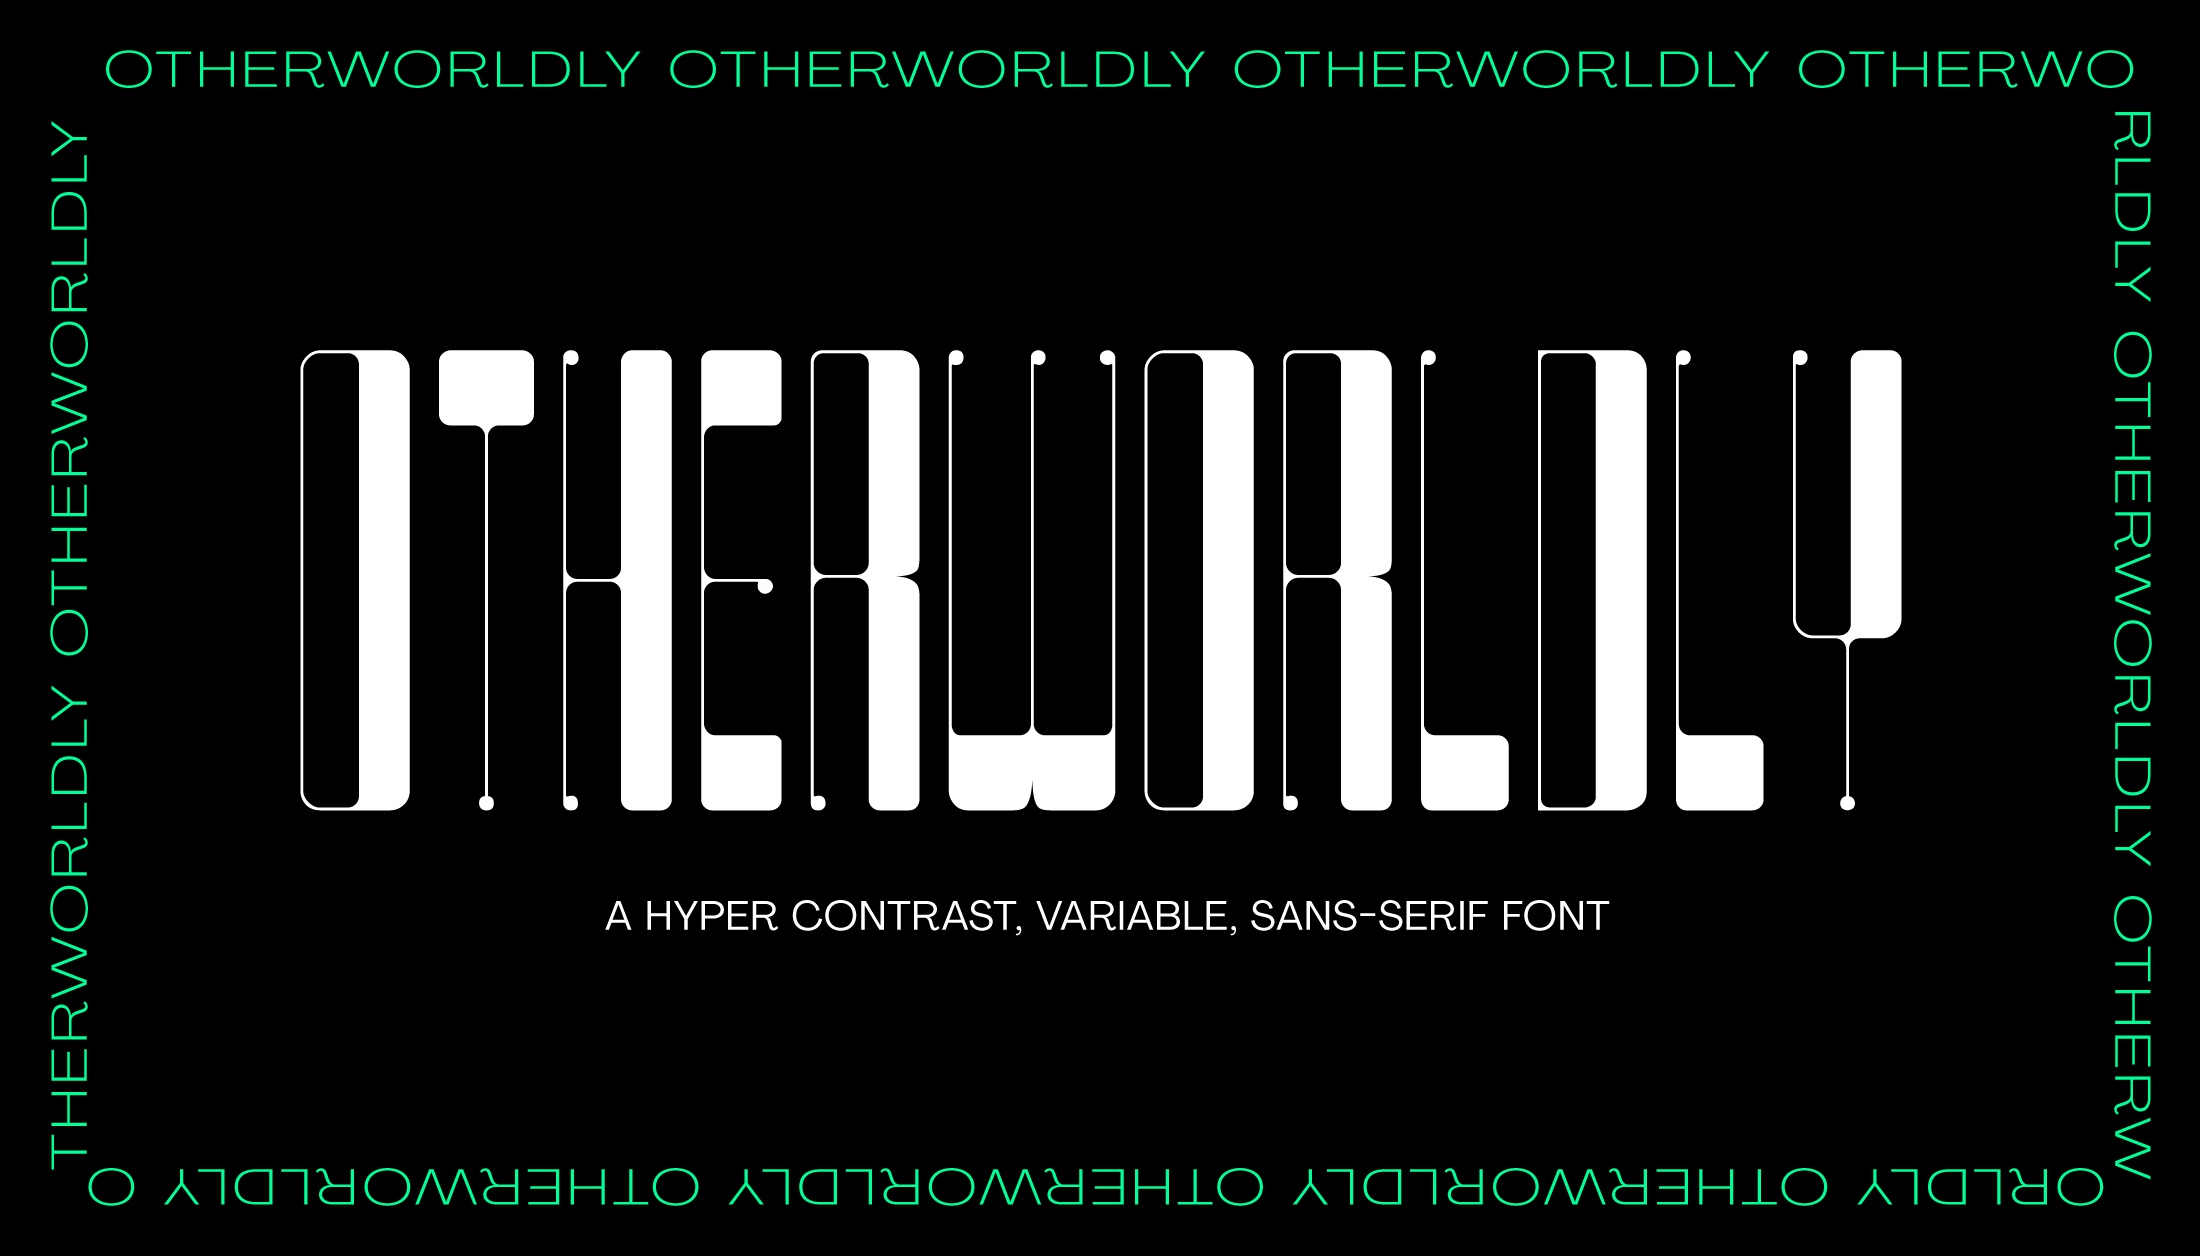 OTHERWORLDLY OTHERWORLDLY OTHERWORLDLY OTHERWO
RLDLY OTHERWORLDLY OTHERW
ORLDLY OTHERWORLDLY OTHERWORLDLY OTHERWORLDLY O
THERWORLDLY OTHERWORLDLY
OTHERWORLDLY
A HYPER CONTRAST, VARIABLE, SANS-SERIF FONT